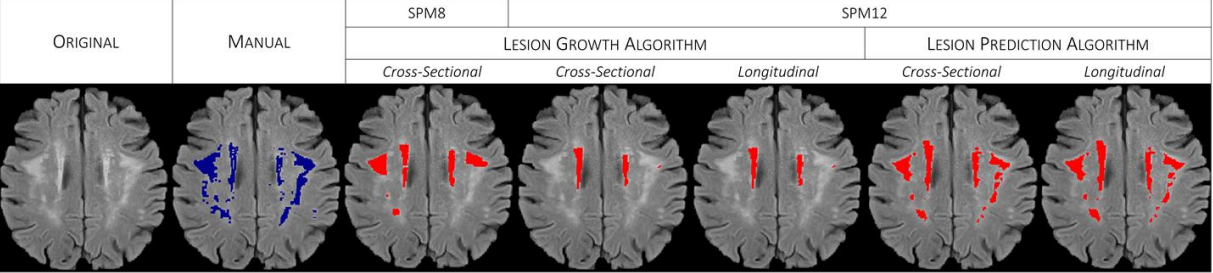 SPM8 SPM12
ORIGINAL MANUAL LESION GROWTH ALGORITHM LESION PREDICTION ALGORITHM
Cross-Sectional Cross-Sectional Longitudinal Cross-Sectional Longitudinal